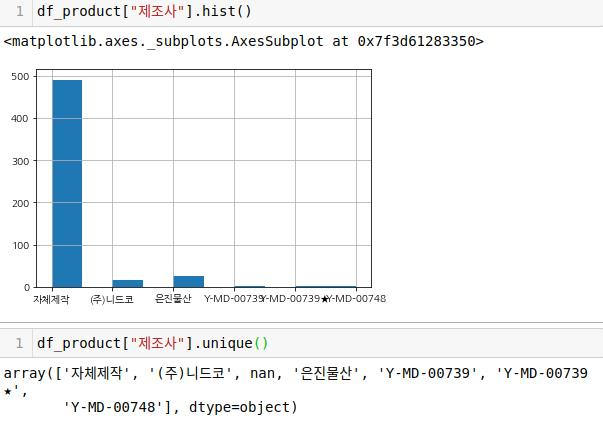 1 df_product["제조사"].hist()
<matplotlib.axes._subplots.AxesSubplot at 0x7f3d61283350>
500
400
300
200
100
0
자체제작 (주)니드코 은진물산 Y-MD-00739 Y-MD-00739★ Y-MD-00748
1 df_product["제조사"].unique()
array(['자체제작', '(주)니드코', nan, '은진물산', 'Y-MD-00739', 'Y-MD-00739
★',
'Y-MD-00748'], dtype=object)